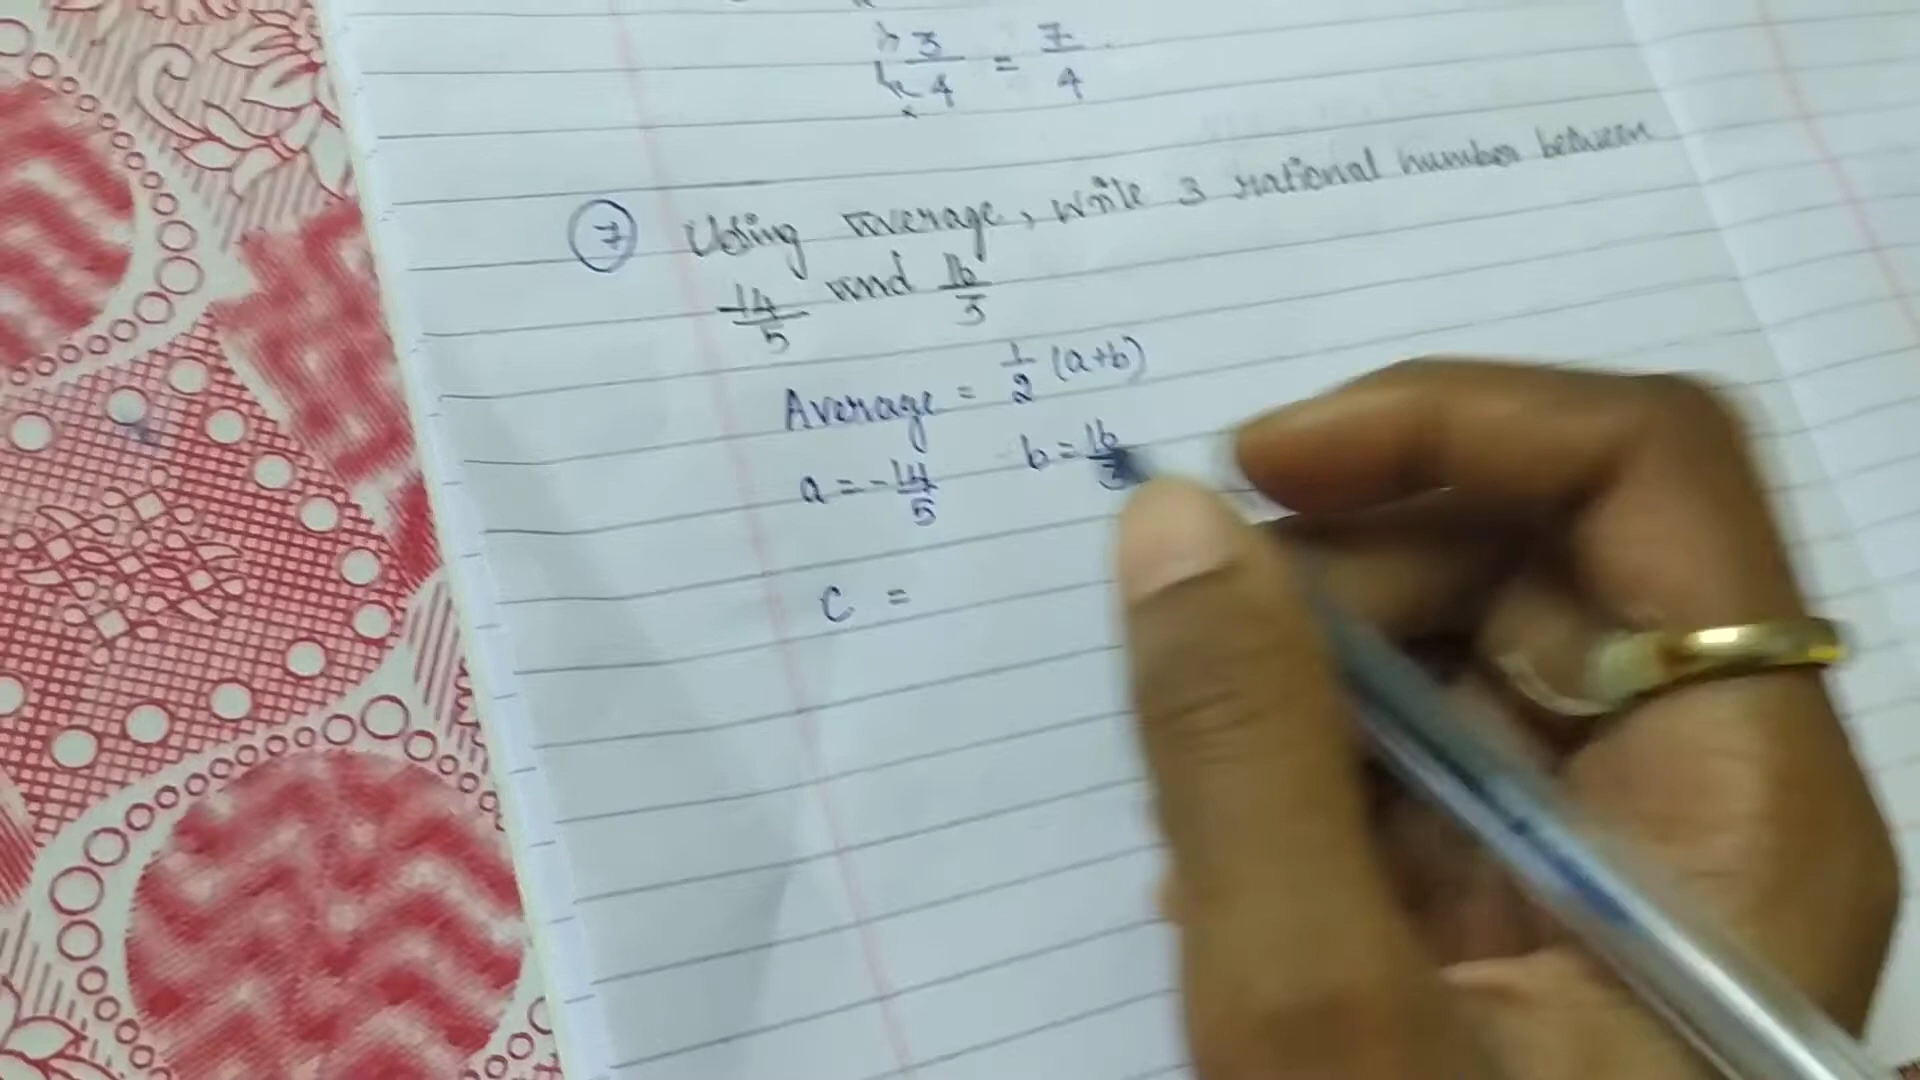 3/4 = 7/4
7 Using average, write 3 rational number between
-14/5 and 16/3
Average = 1/2 (a+b)
a = -14/5 b = 16/3
C =